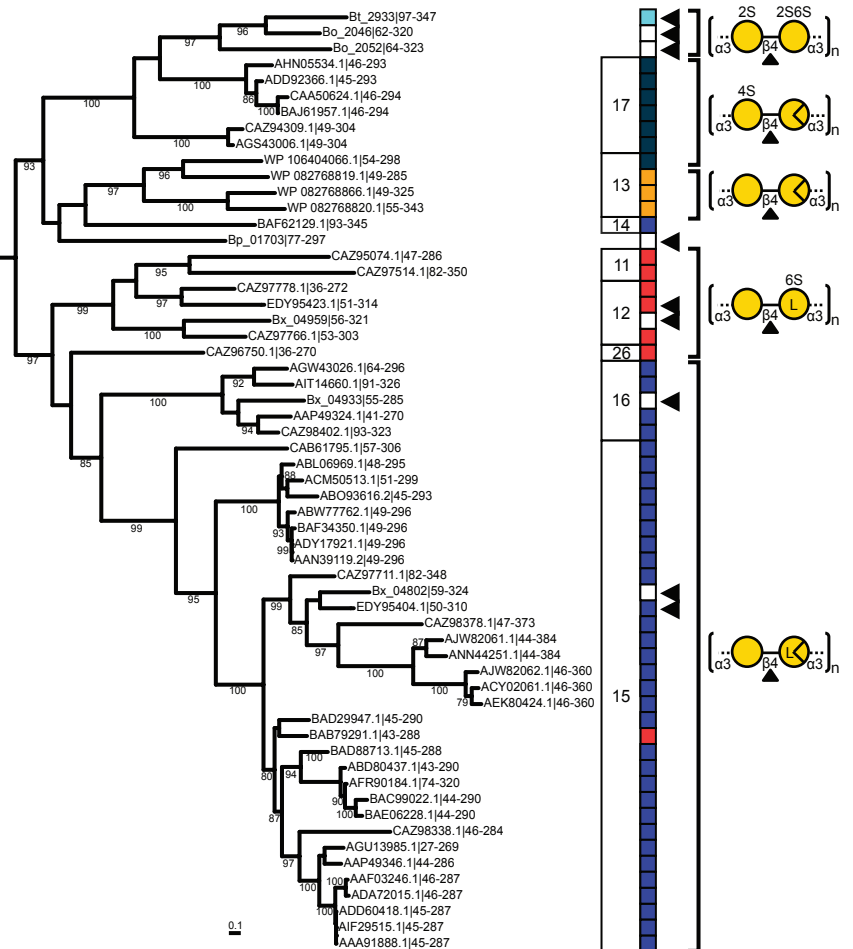 Bt_2933|97-347
96
Bo_2046|62-320
97
Bo_2052|64-323
AHN05534.1|46-293
100
ADD92366.1|45-293
86
CAA50624.1|46-294
100
BAJ61957.1|46-294
100
CAZ94309.1|49-304
100
AGS43006.1|49-304
93
WP 106404066.1|54-298
96
WP 082768819.1|49-285
97
WP 082768866.1|49-325
100
WP 082768820.1|55-343
BAF62129.1|93-345
Bp_01703|77-297
CAZ95074.1|47-286
95
CAZ97514.1|82-350
99
CAZ97778.1|36-272
97
EDY95423.1|51-314
Bx_04959|56-321
100
CAZ97766.1|53-303
97
CAZ96750.1|36-270
AGW43026.1|64-296
92
AIT14660.1|91-326
100
Bx_04933|55-285
AAP49324.1|41-270
94
CAZ98402.1|93-323
85
CAB61795.1|57-306
99
ABL06969.1|48-295
88
ACM50513.1|51-299
ABO93616.2|45-293
100
ABW77762.1|49-296
93
BAF34350.1|49-296
ADY17921.1|49-296
99
AAN39119.2|49-296
95
CAZ97711.1|82-348
99
Bx_04802|59-324
EDY95404.1|50-310
85
CAZ98378.1|47-373
97
AJW82061.1|44-384
87
ANN44251.1|44-384
100
AJW82062.1|46-360
100
ACY02061.1|46-360
79
AEK80424.1|46-360
100
BAD29947.1|45-290
BAB79291.1|43-288
80
BAD88713.1|45-288
100
94
ABD80437.1|43-290
AFR90184.1|74-320
90
BAC99022.1|44-290
100
BAE06228.1|44-290
87
CAZ98338.1|46-284
97
AGU13985.1|27-269
AAP49346.1|44-286
100
AAF03246.1|46-287
100
ADA72015.1|46-287
100
ADD60418.1|45-287
AIF29515.1|45-287
AAA91888.1|45-287
0.1
17
13
14
11
12
26
16
15
2S 2S6S
α3 β4 α3 n
4S
α3 β4 α3 n
α3 β4 α3 n
6S
L
α3 β4 α3 n
L
α3 β4 α3 n